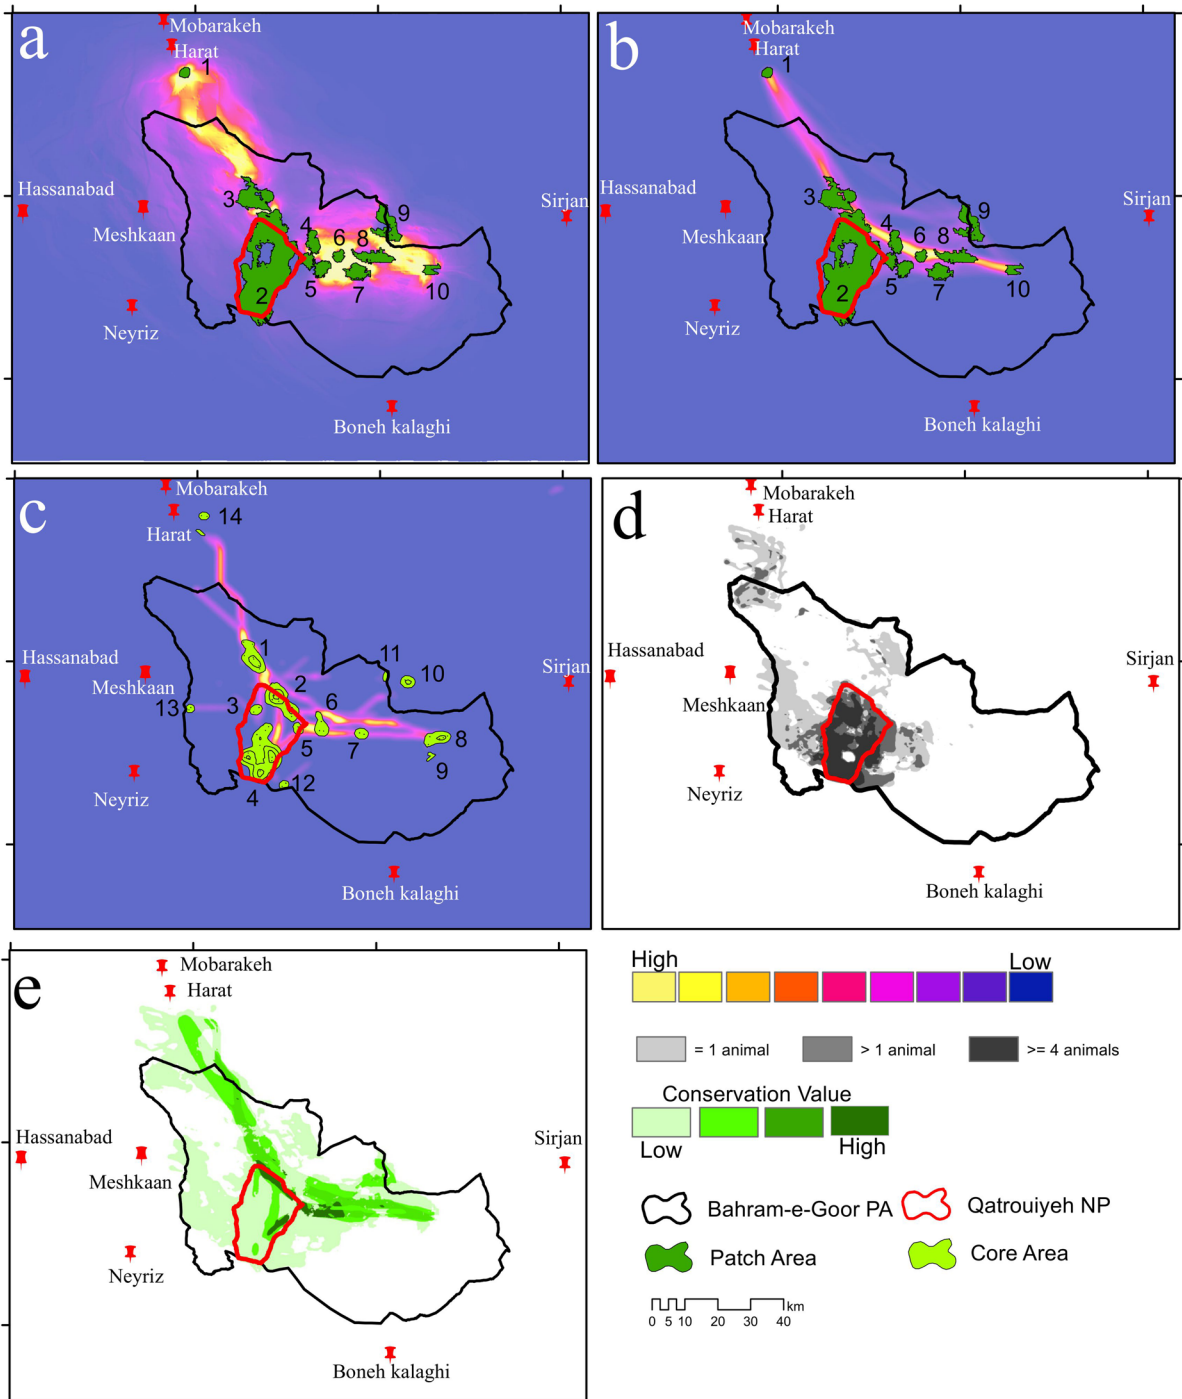 a
Mobarakeh
Harat
1
Hassanabad
3
Meshkaan
Sirjan
9
4
6
8
5
7
10
2
Neyriz
Boneh kalaghi
b
Mobarakeh
Harat
1
Hassanabad
3
Meshkaan
Sirjan
9
4
6
8
5
7
10
2
Neyriz
Boneh kalaghi
c
Mobarakeh
14
Harat
1
Hassanabad
11
10
Meshkaan
Sirjan
2
13
3
6
5
7
8
9
12
4
Neyriz
Boneh kalaghi
d
Mobarakeh
Harat
Hassanabad
Sirjan
Meshkaan
Neyriz
Boneh kalaghi
e
Mobarakeh
Harat
Hassanabad
Sirjan
Meshkaan
Neyriz
Boneh kalaghi
High Low
= 1 animal > 1 animal >= 4 animals
Conservation Value
Low High
Bahram-e-Goor PA Qatrouiyeh NP
Patch Area Core Area
km
0 5 10 20 30 40